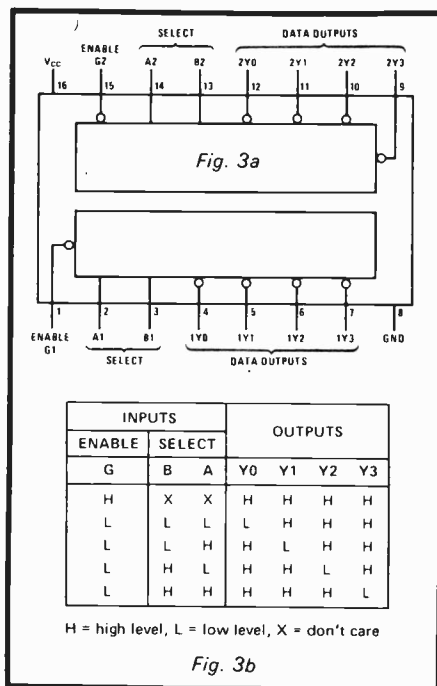 SELECT DATA OUTPUTS
ENABLE
VCC G2 A2 B2 2Y0 2Y1 2Y2 2Y3
16 15 14 13 12 11 10 9
Fig. 3a
1 2 3 4 5 6 7 8
ENABLE A1 B1 1Y0 1Y1 1Y2 1Y3 GND
G1
SELECT DATA OUTPUTS
INPUTS OUTPUTS
ENABLE SELECT
G B A Y0 Y1 Y2 Y3
H X X H H H H
L L L L H H H
L L H H L H H
L H L H H L H
L H H H H H L
H = high level, L = low level, X = don't care
Fig. 3b